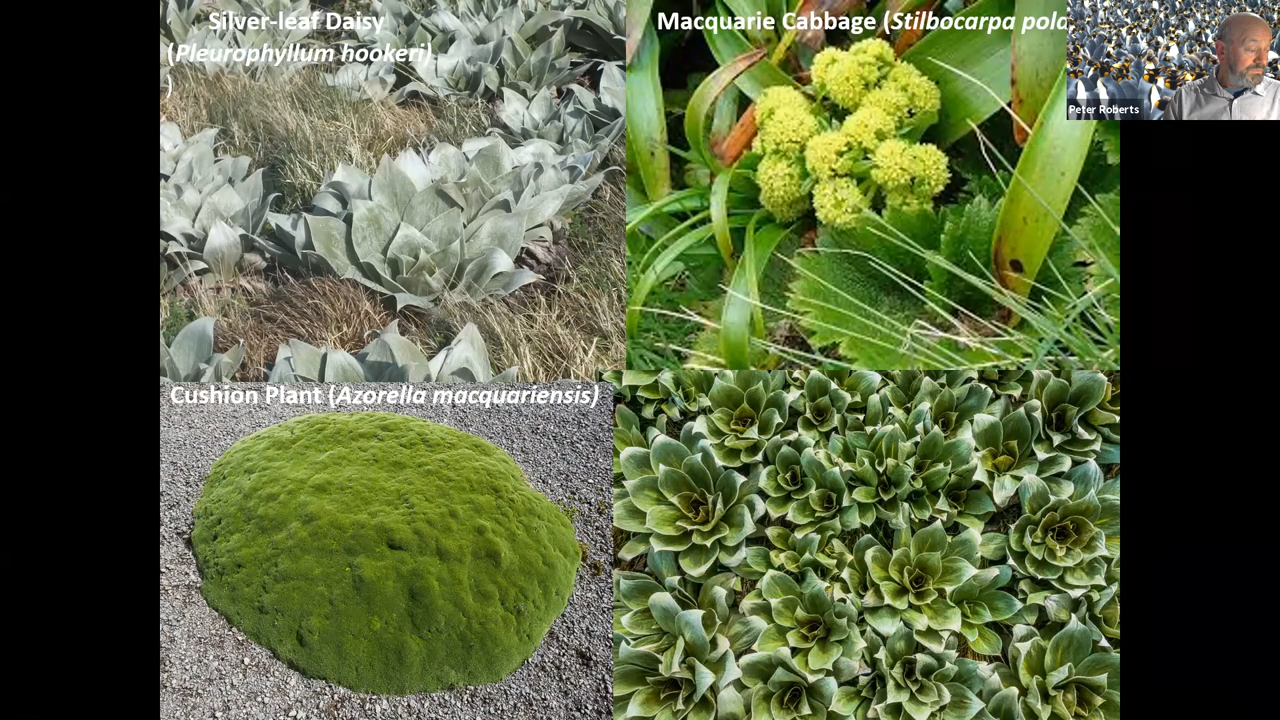 Silver-leaf Daisy
(Pleurophyllum hookeri)
)
Macquarie Cabbage (Stilbocarpa pola
Peter Roberts
Cushion Plant (Azorella macquariensis)